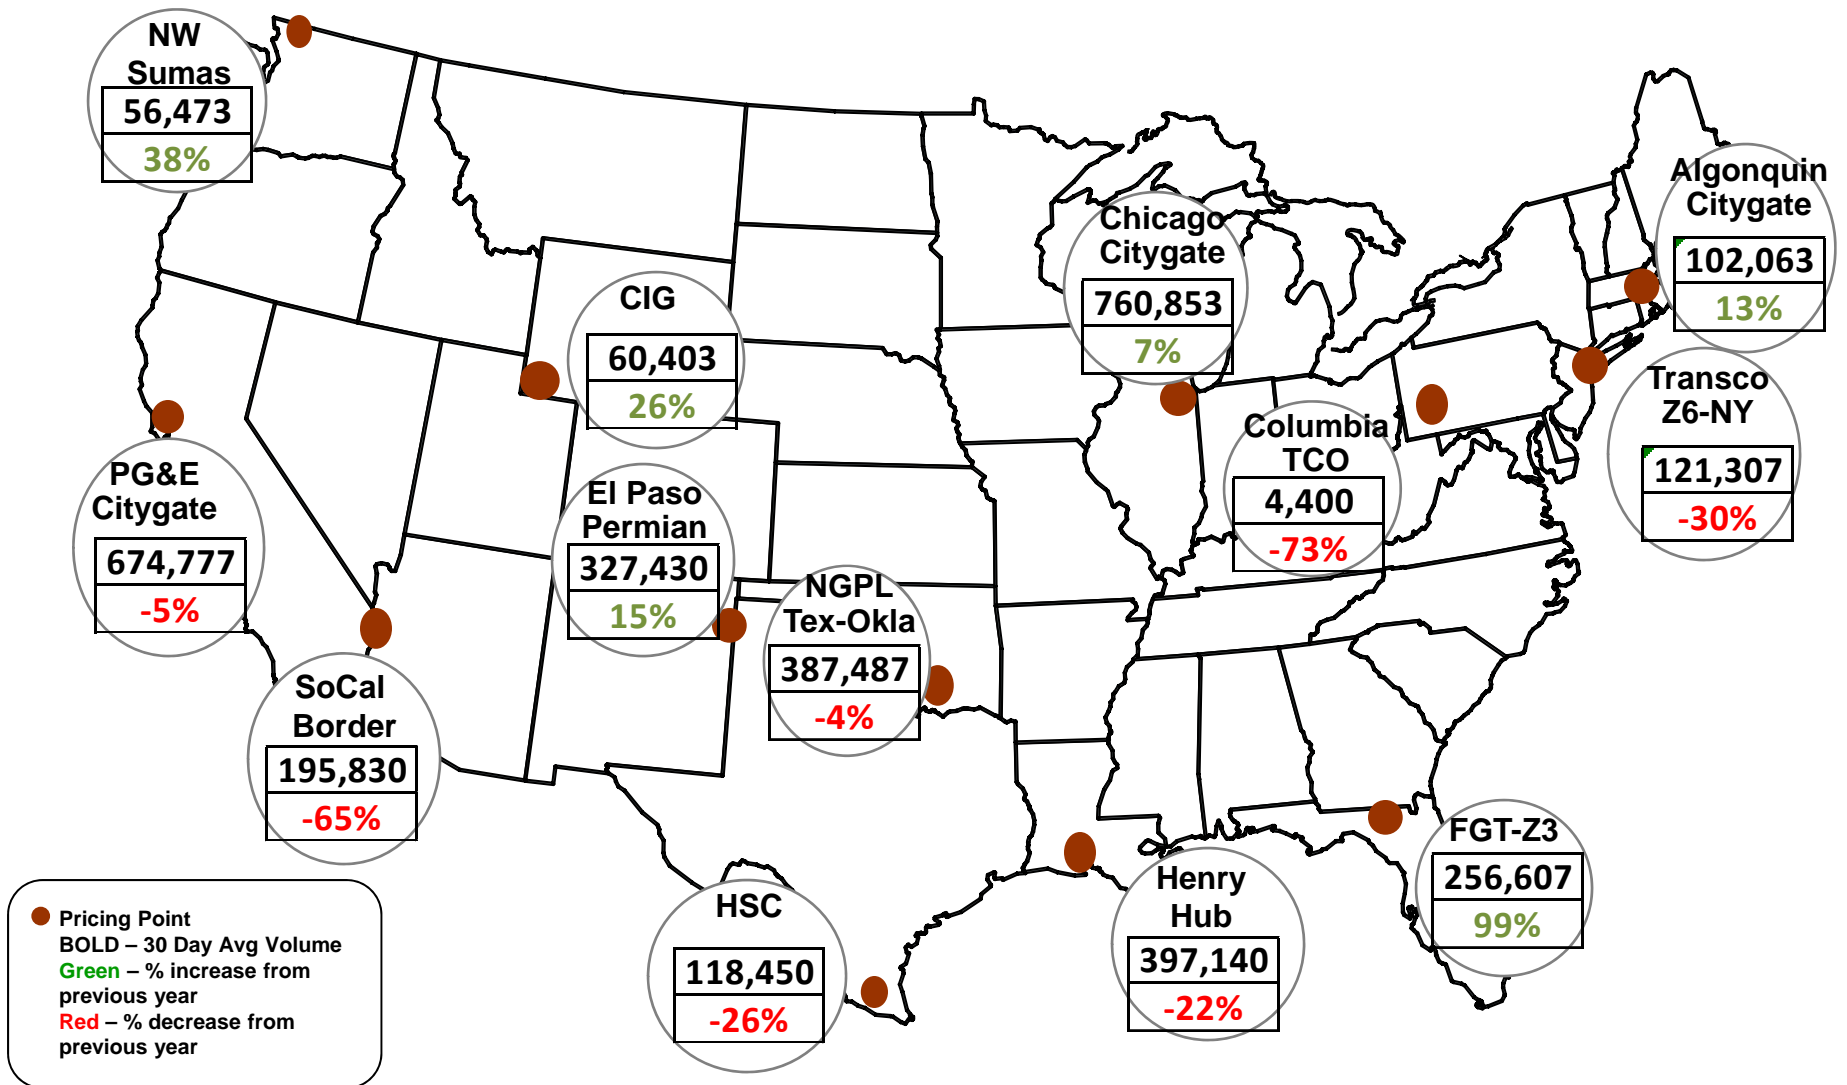 NW
Sumas
56,473
38%
Algonquin
Citygate
102,063
13%
Chicago
Citygate
760,853
7%
CIG
60,403
26%
Transco
Z6-NY
121,307
-30%
Columbia
TCO
4,400
-73%
PG&E
Citygate
674,777
-5%
El Paso
Permian
327,430
15%
NGPL
Tex-Okla
387,487
-4%
SoCal
Border
195,830
-65%
FGT-Z3
256,607
99%
Henry
Hub
397,140
-22%
HSC
118,450
-26%
Pricing Point
BOLD – 30 Day Avg Volume
Green – % increase from
previous year
Red – % decrease from
previous year